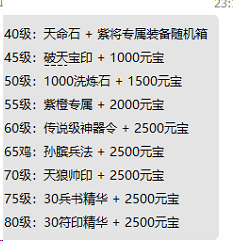 23:
40级：天命石 + 紫将专属装备随机箱
45级：破天宝印 + 1000元宝
50级：1000洗炼石 + 1500元宝
55级：紫橙专属 + 2000元宝
60级：传说级神器令 + 2500元宝
65鸡：孙膑兵法 + 2500元宝
70级：天狼帅印 + 2500元宝
75级：30兵书精华 + 2500元宝
80级：30符印精华 + 2500元宝